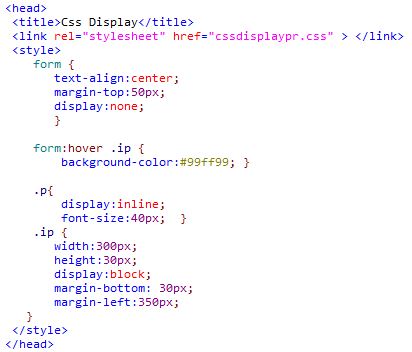 <head>
<title>Css Display</title>
<link rel="stylesheet" href="cssdisplaypr.css" > </link>
<style>
form {
text-align:center;
margin-top:50px;
display:none;
}
form:hover .ip {
background-color:#99ff99; }
.p{
display:inline;
font-size:40px;  }
.ip {
width:300px;
height:30px;
display:block;
margin-bottom: 30px;
margin-left:350px;
}
</style>
</head>